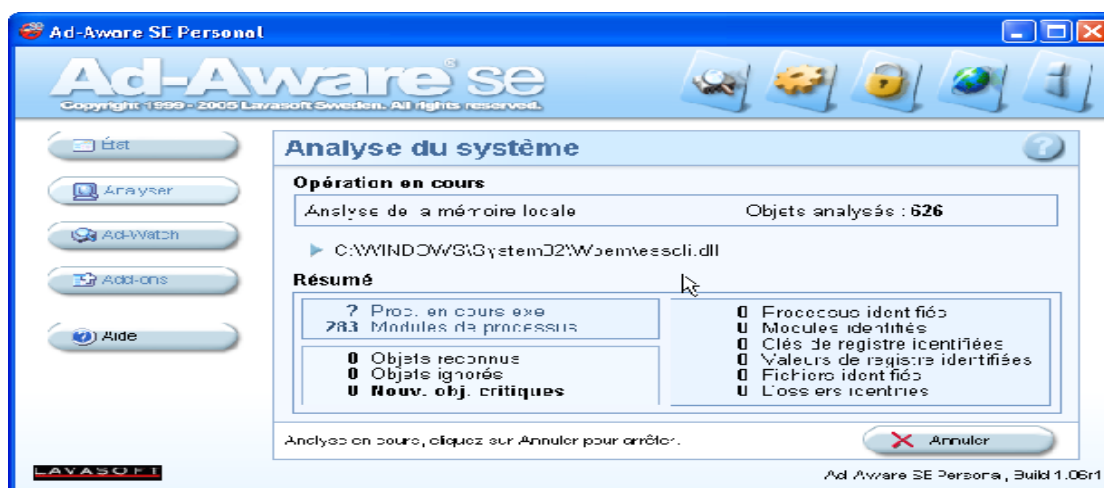 Ad-Aware SE Personal
Ad-Aware SE
Copyright 1999 - 2005 Lavasoft Sweden. All rights reserved.
État
Analyser
Ad-Watch
Add-ons
Aide
Analyse du système
Opération en cours
Analyse de la mémoire locale
Objets analysés : 626
C:\WINDOWS\System32\Wbem\esscli.dll
Résumé
? Proc. en cours exe
283 Modules de processus
0 Objets reconnus
0 Objets ignorés
0 Nouv. obj. critiques
0 Processus identifiés
0 Modules identifiés
0 Clés de registre identifiées
0 Valeurs de registre identifiées
0 Fichiers identifiés
0 Dossiers identifiés
Analyse en cours, cliquez sur Annuler pour arrêter.
Annuler
LAVASOFT
Ad-Aware SE Personal, Build 1.06r1